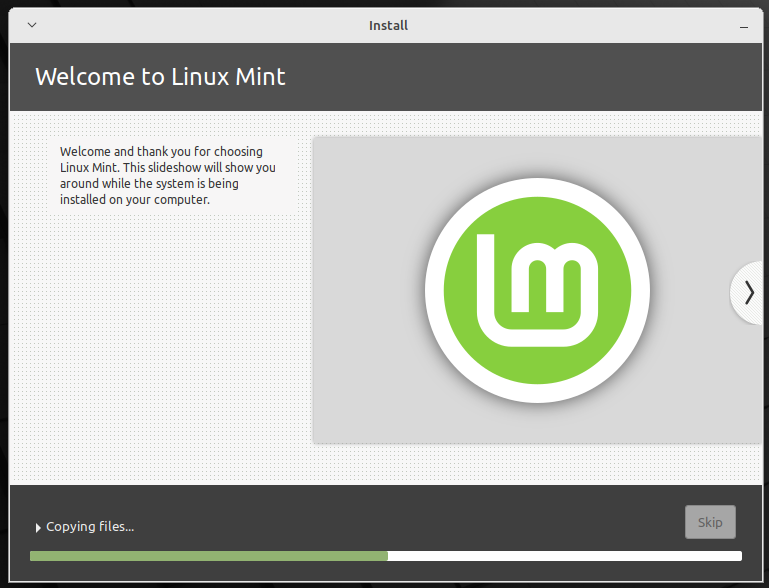 Install
Welcome to Linux Mint
Welcome and thank you for choosing
Linux Mint. This slideshow will show you
around while the system is being
installed on your computer.
lm
Copying files...
Skip